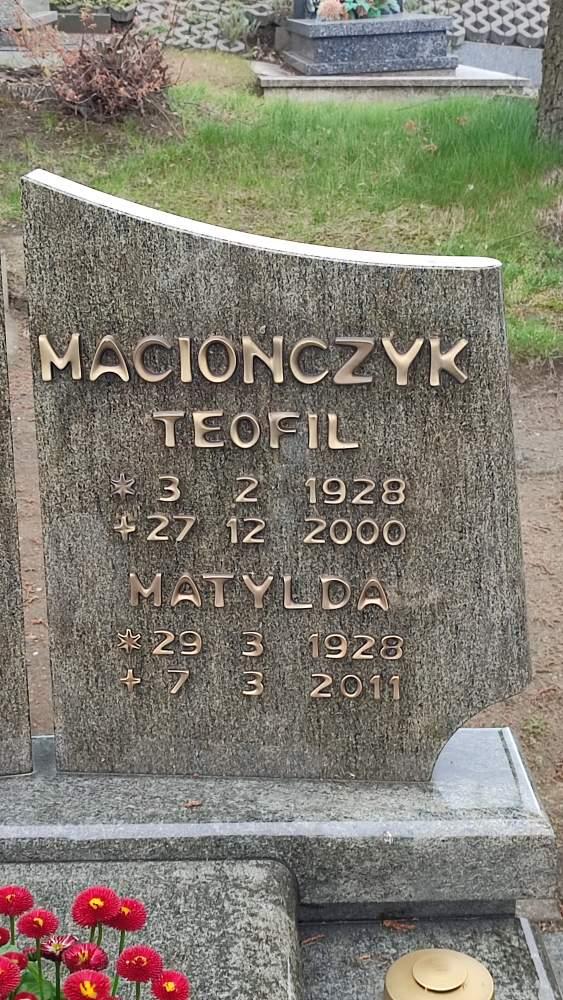 MACIONCZYK
TEOFIL
* 3 2 1928
+ 27 12 2000
MATYLDA
* 29 3 1928
+ 7 3 2011